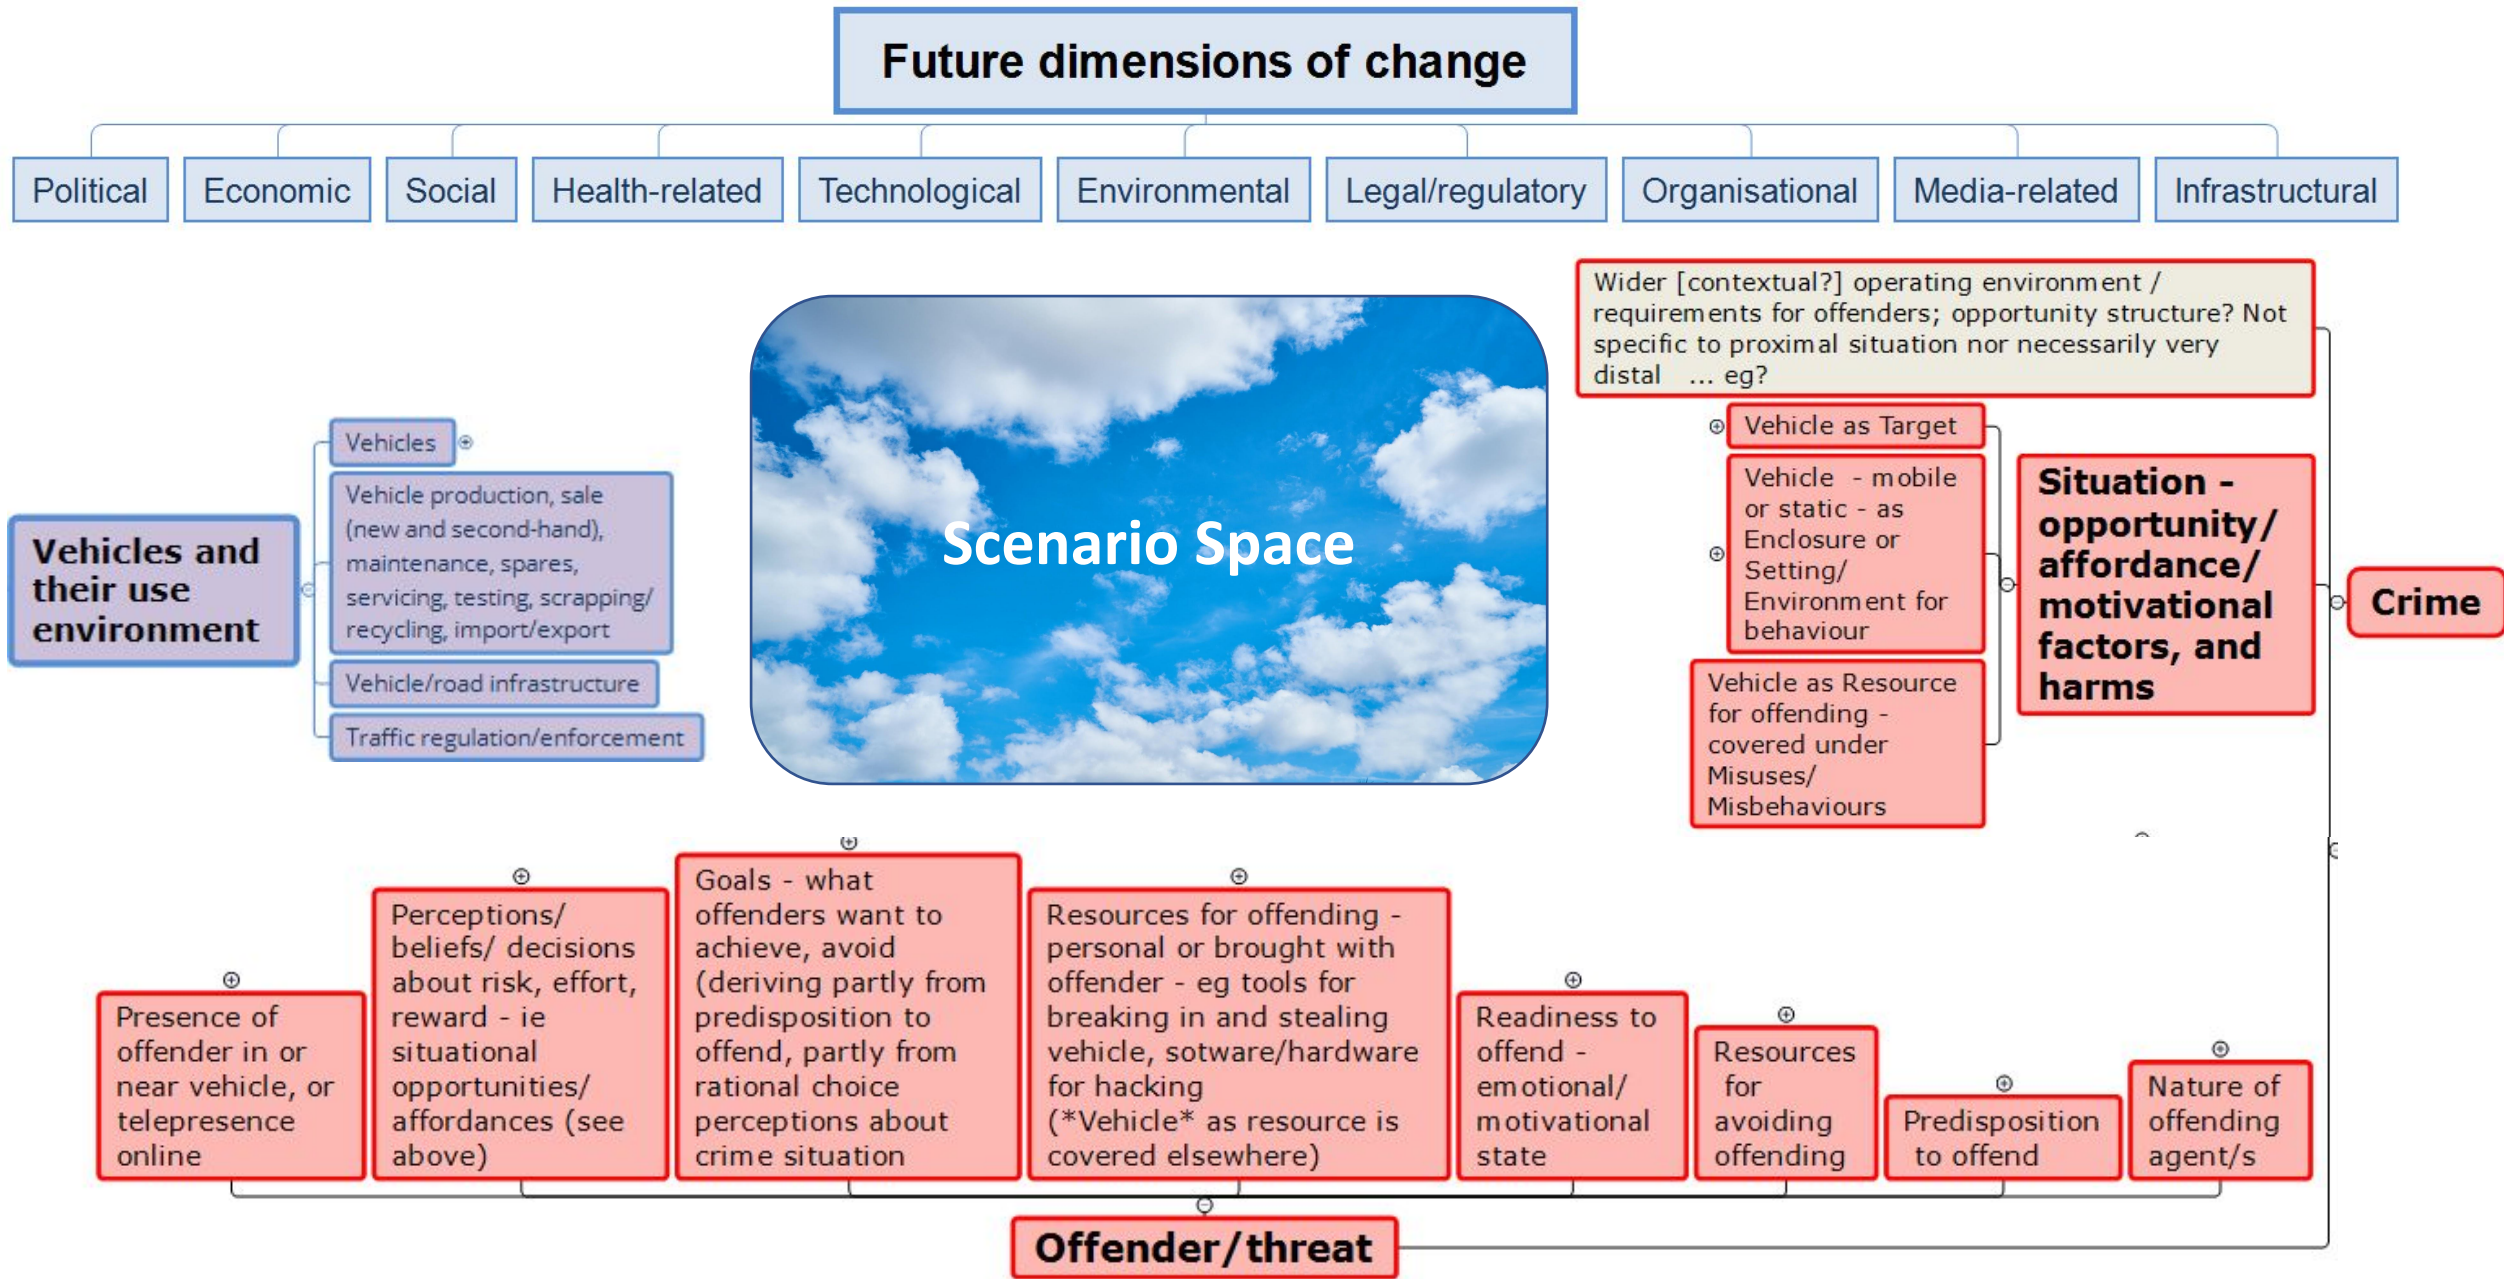 Future dimensions of change
Political
Economic
Social
Health-related
Technological
Environmental
Legal/regulatory
Organisational
Media-related
Infrastructural
Vehicles and
their use
environment
Vehicles
Vehicle production, sale
(new and second-hand),
maintenance, spares,
servicing, testing, scrapping/
recycling, import/export
Vehicle/road infrastructure
Traffic regulation/enforcement
Scenario Space
Wider [contextual?] operating environment /
requirements for offenders; opportunity structure? Not
specific to proximal situation nor necessarily very
distal ... eg?
Vehicle as Target
Vehicle - mobile
or static - as
Enclosure or
Setting/
Environment for
behaviour
Vehicle as Resource
for offending -
covered under
Misuses/
Misbehaviours
Situation -
opportunity/
affordance/
motivational
factors, and
harms
Crime
Presence of
offender in or
near vehicle, or
telepresence
online
Perceptions/
beliefs/ decisions
about risk, effort,
reward - ie
situational
opportunities/
affordances (see
above)
Goals - what
offenders want to
achieve, avoid
(deriving partly from
predisposition to
offend, partly from
rational choice
perceptions about
crime situation
Resources for offending -
personal or brought with
offender - eg tools for
breaking in and stealing
vehicle, sotware/hardware
for hacking
(*Vehicle* as resource is
covered elsewhere)
Readiness to
offend -
emotional/
motivational
state
Resources
for
avoiding
offending
Predisposition
to offend
Nature of
offending
agent/s
Offender/threat